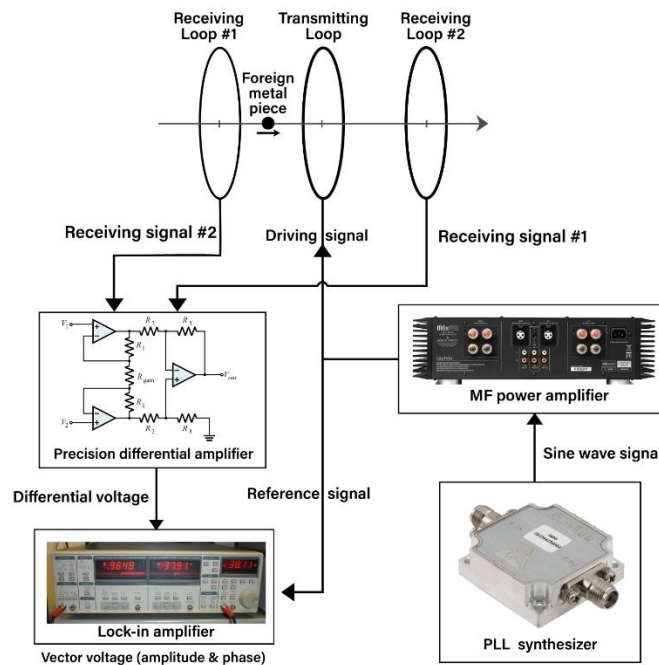 Receiving
Loop #1
Transmitting
Loop
Receiving
Loop #2
Foreign
metal
piece
Receiving signal #2
Driving signal
Receiving signal #1
V1
R2
R3
R1
Rgain
Vout
R1
V2
R2
R3
Precision differential amplifier
MF power amplifier
Differential voltage
Reference signal
Sine wave signal
.9648
Lock-in amplifier
PLL synthesizer
Vector voltage (amplitude & phase)